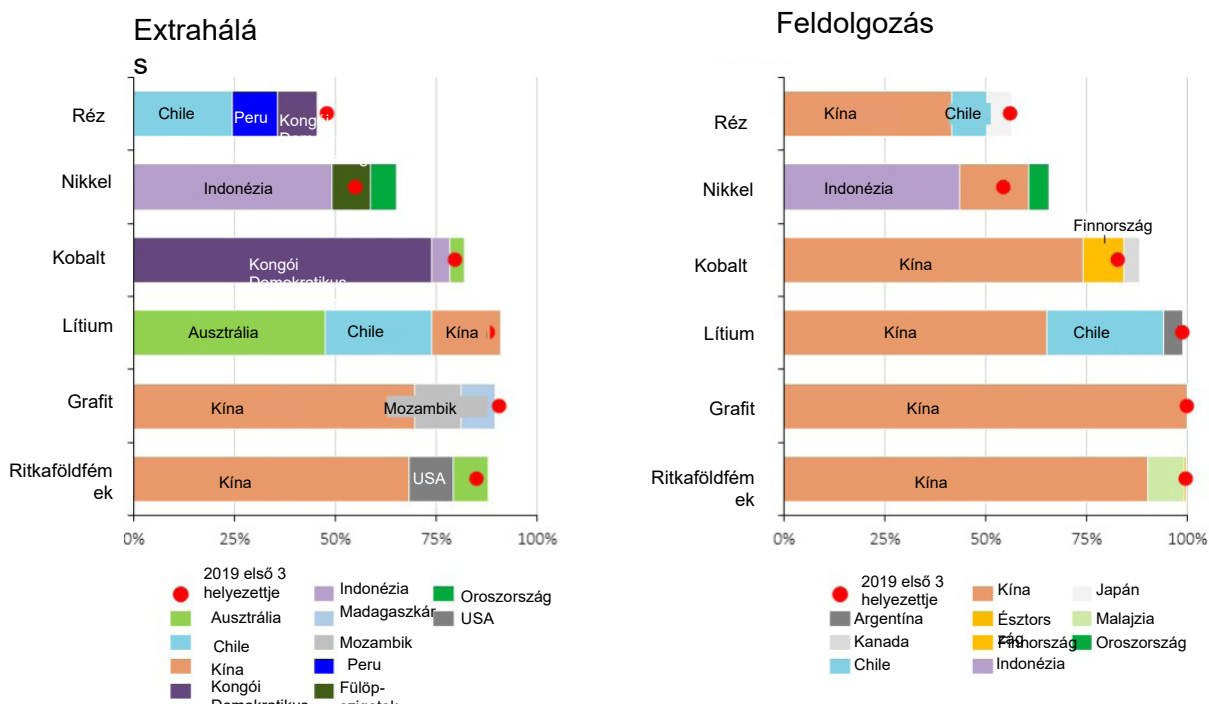 Extrahálá
s
Réz
Chile
Peru
Kongói
Nikkel
Indonézia
Kobalt
Kongói
Demokratikus
Lítium
Ausztrália
Chile
Kína
Grafit
Kína
Mozambik
Ritkaföldfém
ek
Kína
USA
0%
25%
50%
75%
100%
2019 első 3
helyezettje
Ausztrália
Chile
Kína
Kongói
Demokratikus
Indonézia
Madagaszkár
Mozambik
Peru
Fülöp-
szigetek
Oroszország
USA
Feldolgozás
Réz
Kína
Chile
Nikkel
Indonézia
Finnország
Kobalt
Kína
Lítium
Kína
Chile
Grafit
Kína
Ritkaföldfém
ek
Kína
0%
25%
50%
75%
100%
2019 első 3
helyezettje
Argentína
Kanada
Chile
Kína
Észtors
zág
Finnország
Indonézia
Japán
Malajzia
Oroszország